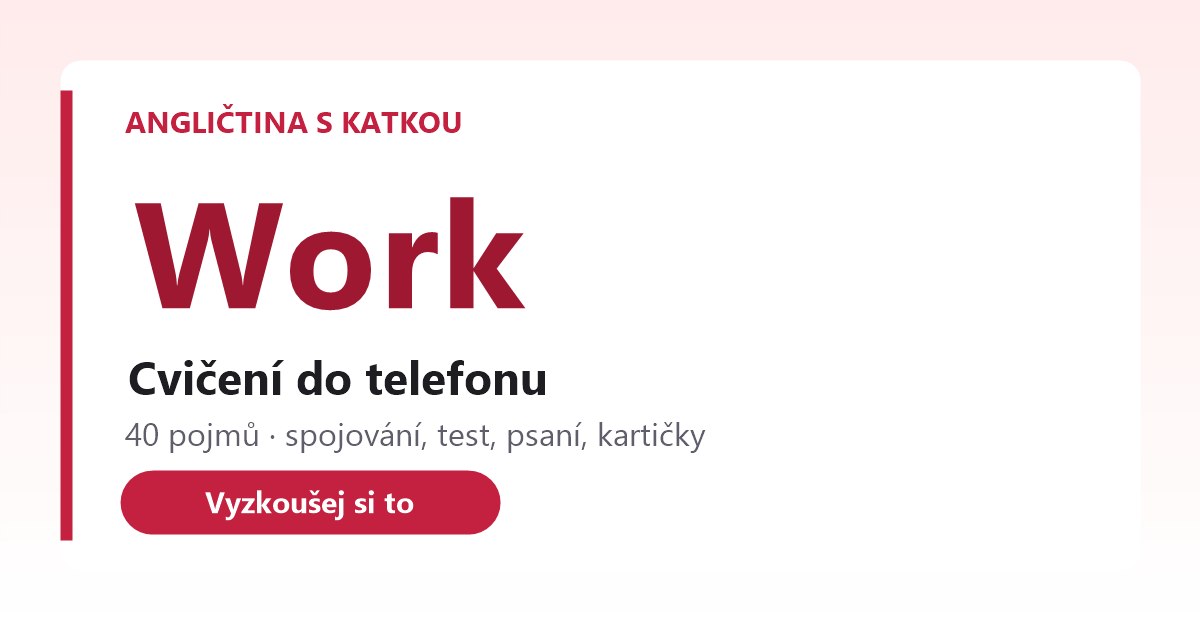 ANGLIČTINA S KATKOU
Work
Cvičení do telefonu
40 pojmů · spojování, test, psaní, kartičky
Vyzkoušej si to